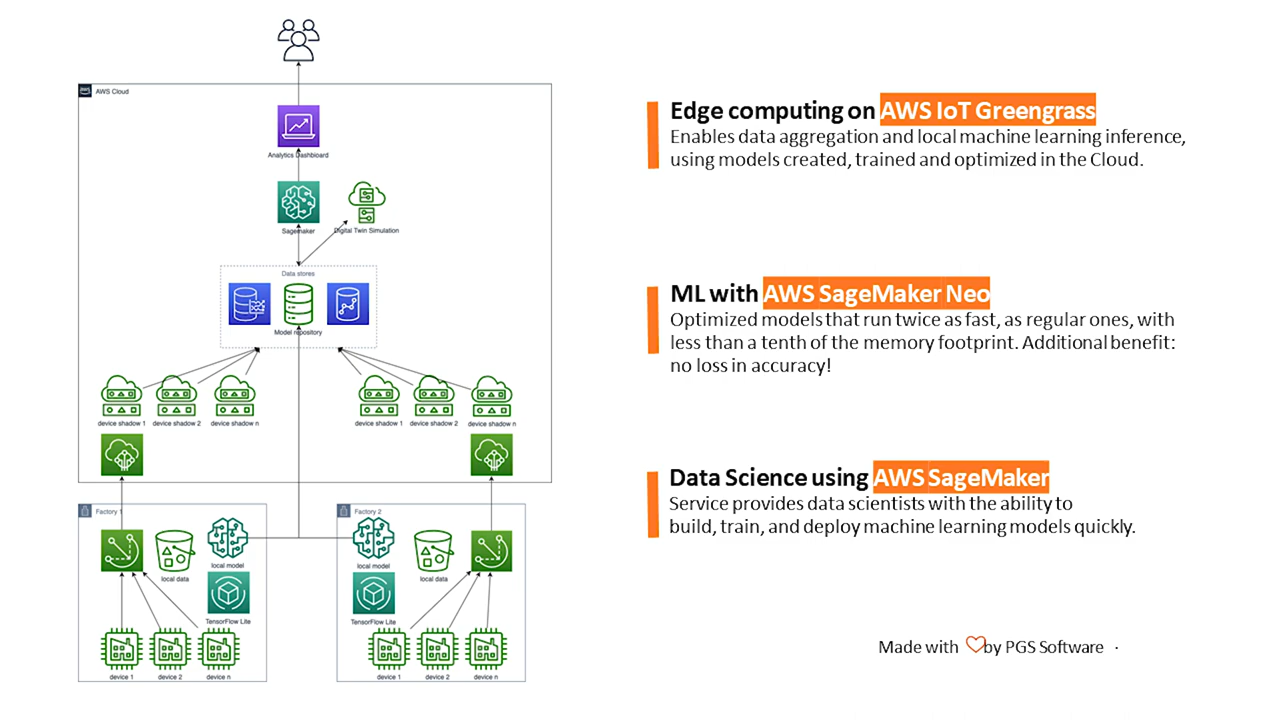 aws AWS Cloud
Analytics Dashboard
Sagemaker
Digital Twin Simulation
Data stores
Model repository
device shadow 1 device shadow 2 device shadow n
device shadow 1 device shadow 2 device shadow n
Factory 1
local data
local model
TensorFlow Lite
device 1 device 2 device n
Factory 2
local model
local data
TensorFlow Lite
device 1 device 2 device n
Edge computing on AWS IoT Greengrass
Enables data aggregation and local machine learning inference,
using models created, trained and optimized in the Cloud.
ML with AWS SageMaker Neo
Optimized models that run twice as fast, as regular ones, with
less than a tenth of the memory footprint. Additional benefit:
no loss in accuracy!
Data Science using AWS SageMaker
Service provides data scientists with the ability to
build, train, and deploy machine learning models quickly.
Made with by PGS Software ·